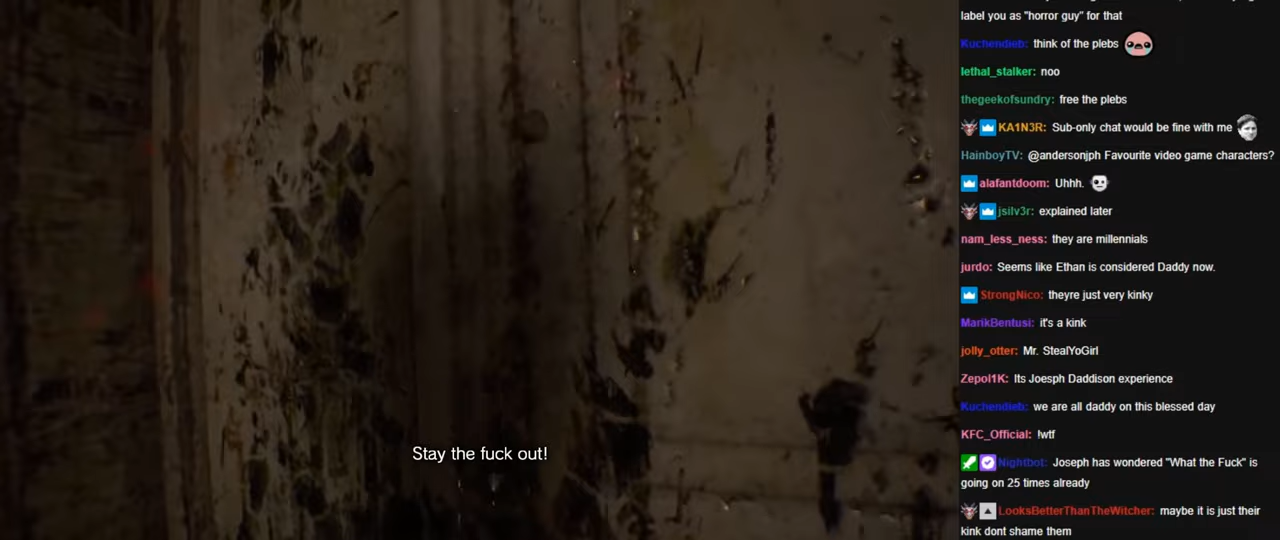 Stay the fuck out!
label you as "horror guy" for that
Kuchendieb: think of the plebs
lethal_stalker: noo
thegeekofsundry: free the plebs
KA1N3R: Sub-only chat would be fine with me
HainboyTV: @andersonjph Favourite video game characters?
alafantdoom: Uhhh.
jsilv3r: explained later
nam_less_ness: they are millennials
jurdo: Seems like Ethan is considered Daddy now.
StrongNico: theyre just very kinky
MarikBentusi: it's a kink
jolly_otter: Mr. StealYoGirl
Zepol1K: Its Joesph Daddison experience
Kuchendieb: we are all daddy on this blessed day
KFC_Official: !wtf
Nightbot: Joseph has wondered "What the Fuck" is
going on 25 times already
LooksBetterThanTheWitcher: maybe it is just their
kink dont shame them